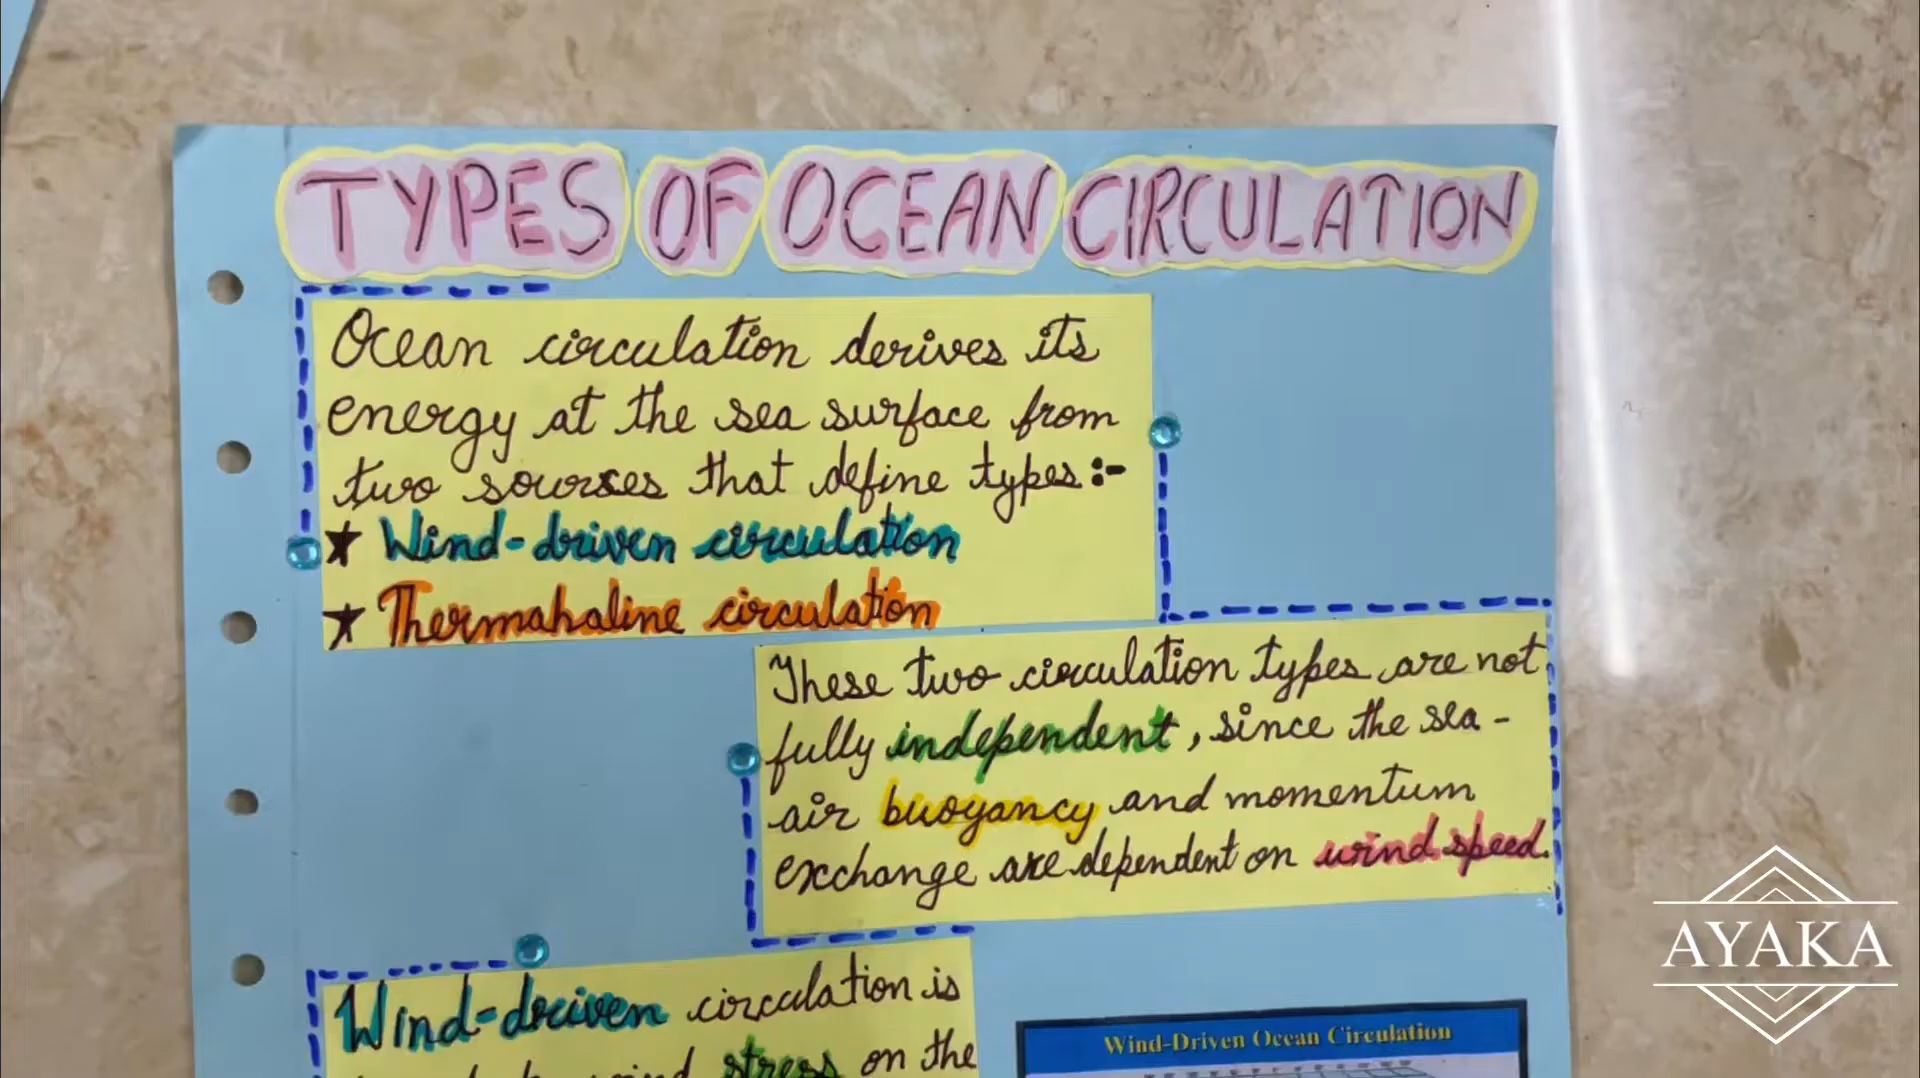 TYPES OF OCEAN CIRCULATION
Ocean circulation derives its
energy at the sea surface from
two sources that define types:-
★ Wind-driven circulation
★ Thermahaline circulation
These two circulation types are not
fully independent, since the sea-
air buoyancy and momentum
exchange are dependent on wind speed.
Wind-driven circulation is
wind stress on the
Wind-Driven Ocean Circulation
AYAKA